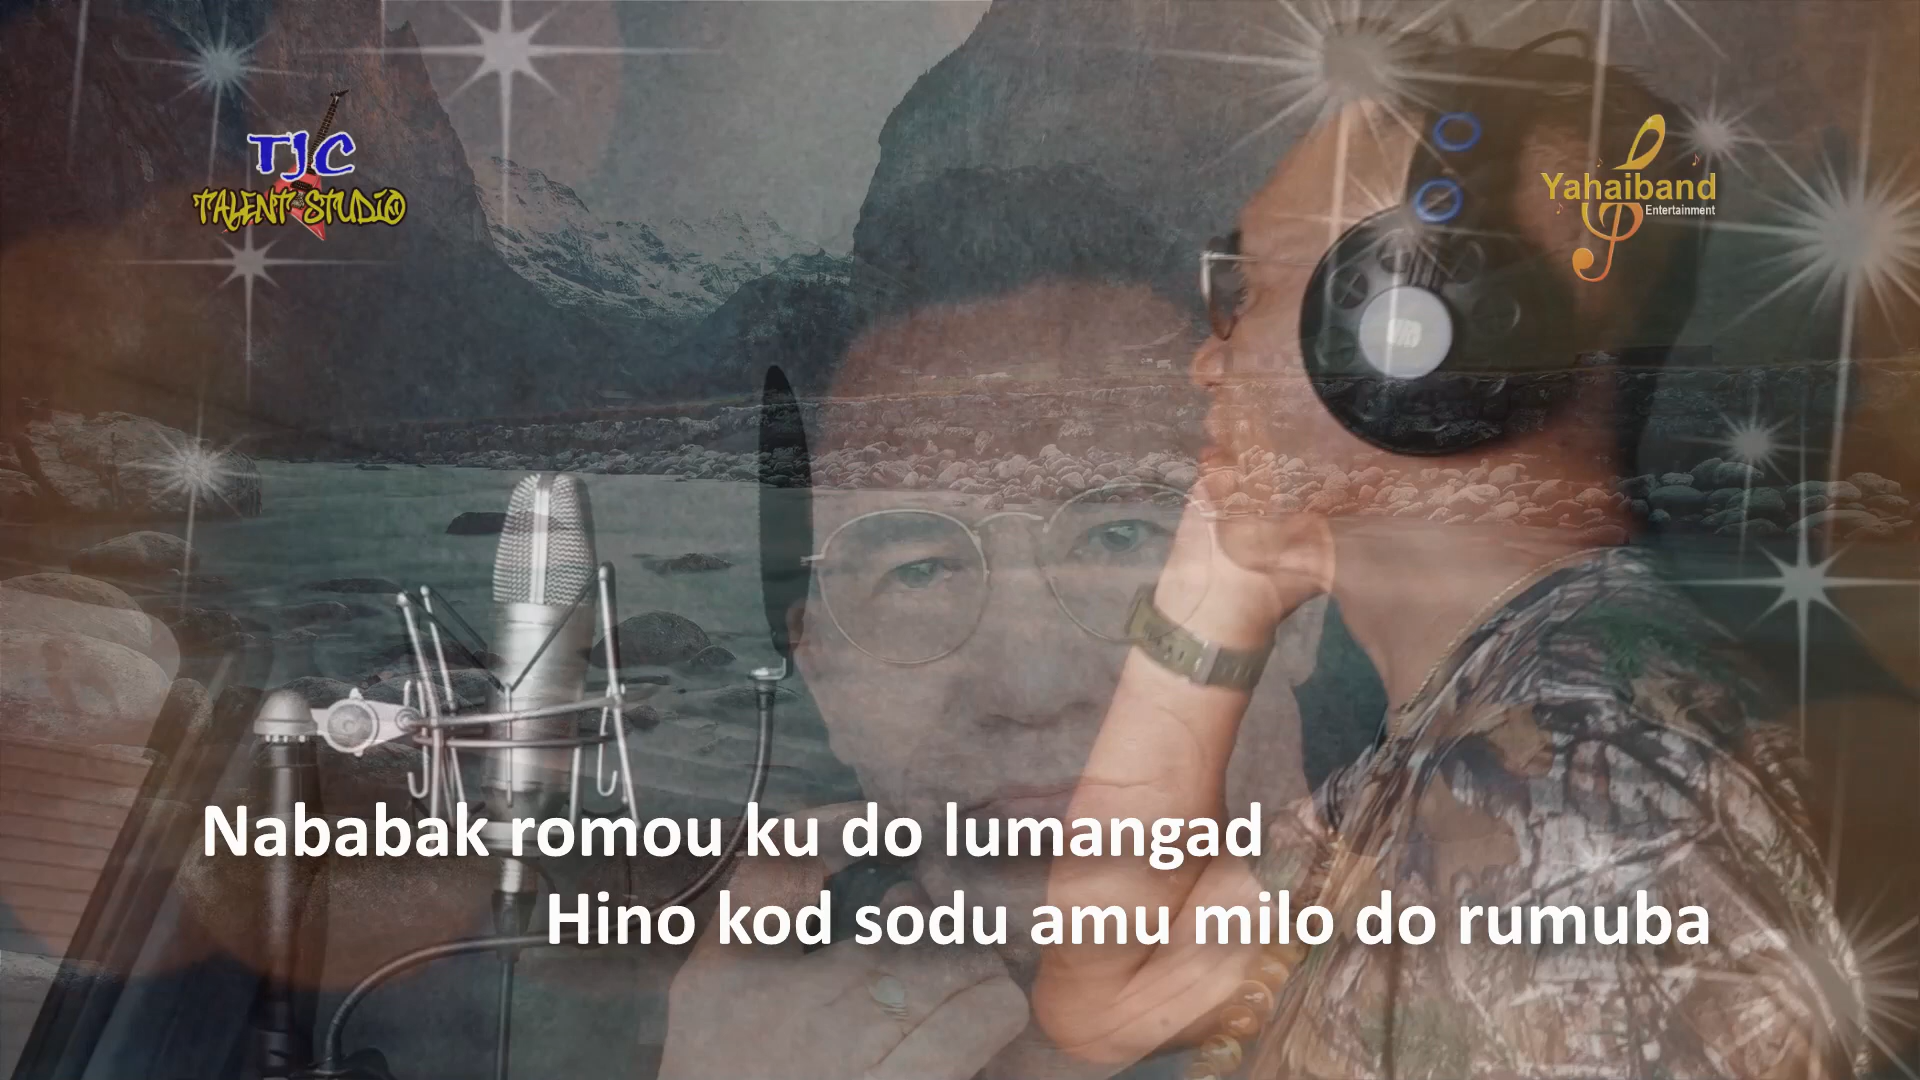 TJC
TALENT STUDIO
Yahaiband
Entertainment
Nababak romou ku do lumangad
Hino kod sodu amu milo do rumuba